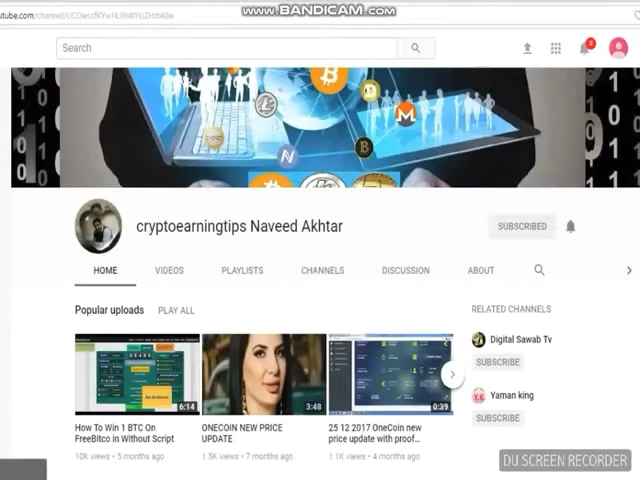 www.BANDICAM.com
Search
3
cryptoearningtips Naveed Akhtar
SUBSCRIBED
HOME VIDEOS PLAYLISTS CHANNELS DISCUSSION ABOUT
Popular uploads PLAY ALL
RELATED CHANNELS
Digital Sawab Tv
SUBSCRIBE
Yaman king
SUBSCRIBE
6:14
3:48
0:39
How To Win 1 BTC On
FreeBitco in Without Script
10K views • 5 months ago
ONECOIN NEW PRICE
UPDATE
1.5K views • 7 months ago
25 12 2017 OneCoin new
price update with proof...
1.1K views • 4 months ago
DU SCREEN RECORDER